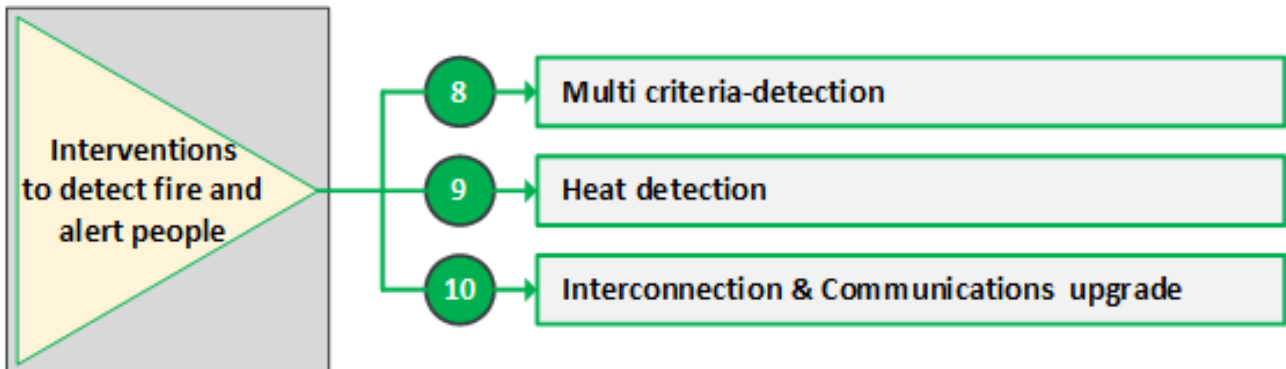 Interventions
to detect fire and
alert people
8
Multi criteria-detection
9
Heat detection
10
Interconnection & Communications upgrade